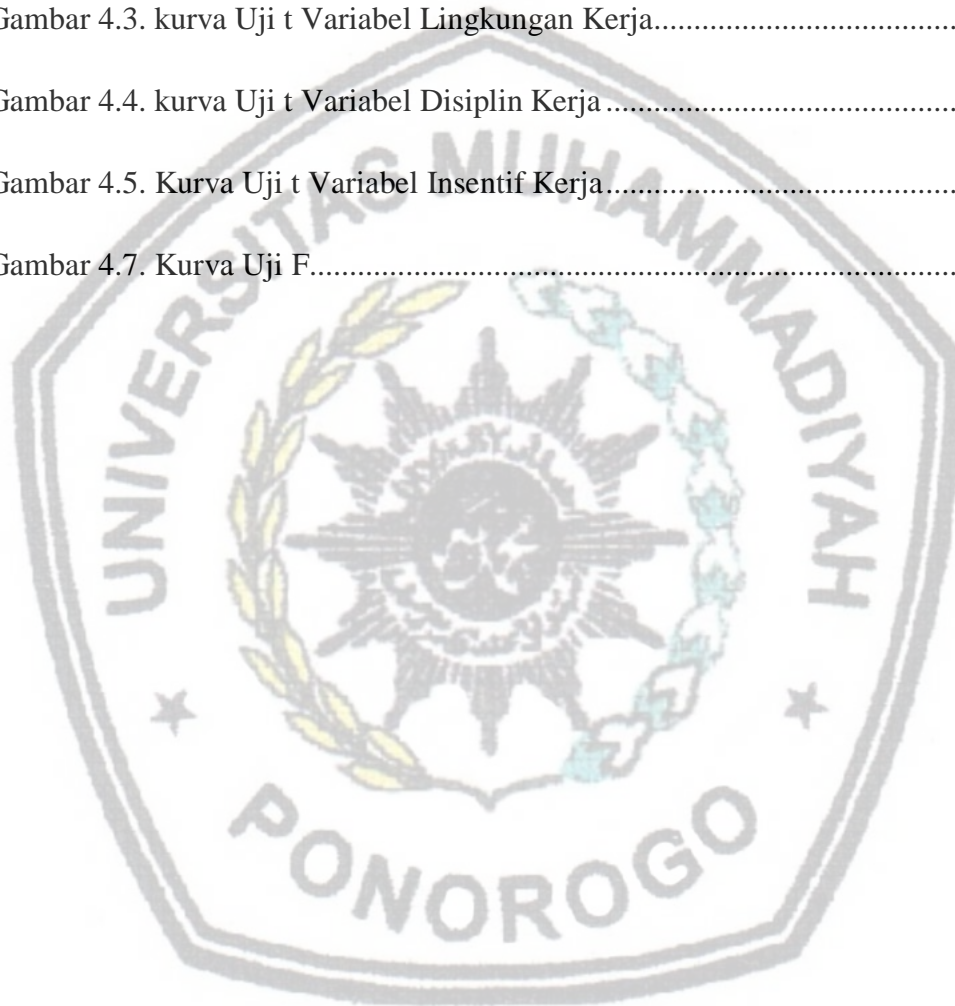 Gambar 4.3. kurva Uji t Variabel Lingkungan Kerja..................................
Gambar 4.4. kurva Uji t Variabel Disiplin Kerja.......................................
Gambar 4.5. Kurva Uji t Variabel Insentif Kerja.......................................
Gambar 4.7. Kurva Uji F...........................................................................
UNIVERSITAS MUHAMMADIYAH
PONOROGO